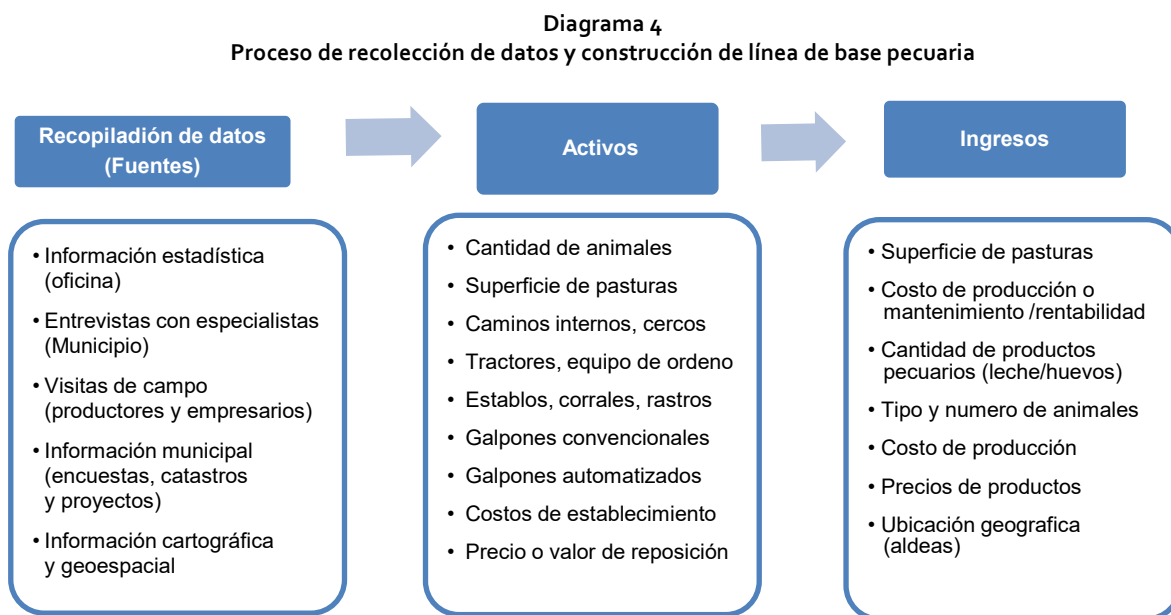 Diagrama 4
Proceso de recolección de datos y construcción de línea de base pecuaria
Recopiladión de datos
(Fuentes)
Activos
Ingresos
• Información estadística
(oficina)
• Entrevistas con especialistas
(Municipio)
• Visitas de campo
(productores y empresarios)
• Información municipal
(encuestas, catastros
y proyectos)
• Información cartográfica
y geoespacial
• Cantidad de animales
• Superficie de pasturas
• Caminos internos, cercos
• Tractores, equipo de ordeno
• Establos, corrales, rastros
• Galpones convencionales
• Galpones automatizados
• Costos de establecimiento
• Precio o valor de reposición
• Superficie de pasturas
• Costo de producción o
mantenimiento /rentabilidad
• Cantidad de productos
pecuarios (leche/huevos)
• Tipo y numero de animales
• Costo de producción
• Precios de productos
• Ubicación geografica
(aldeas)